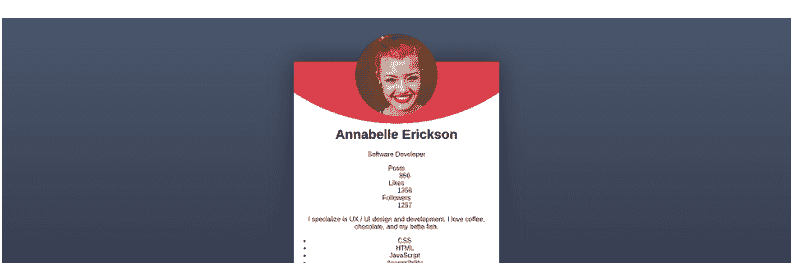 Annabelle Erickson
Software Developer
Posts
Likes
1358
Followers
1257
I specialize in UX / UI design and development. I love coffee,
chocolate, and my betta fish.
CSS
HTML
JavaScript